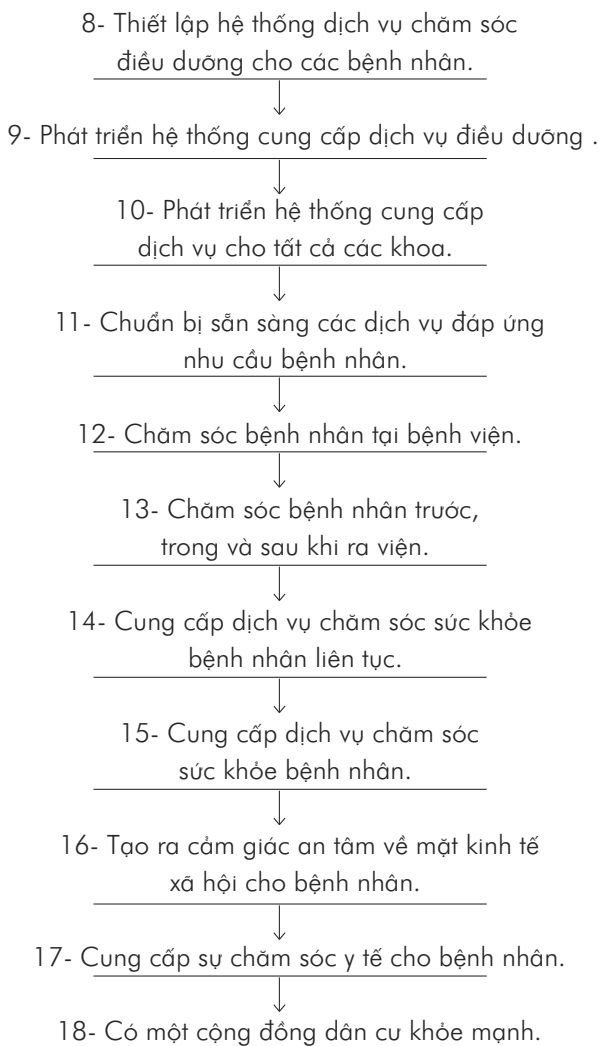 8- Thiết lập hệ thống dịch vụ chăm sóc
điều dưỡng cho các bệnh nhân.
9- Phát triển hệ thống cung cấp dịch vụ điều dưỡng .
10- Phát triển hệ thống cung cấp
dịch vụ cho tất cả các khoa.
11- Chuẩn bị sẵn sàng các dịch vụ đáp ứng
nhu cầu bệnh nhân.
12- Chăm sóc bệnh nhân tại bệnh viện.
13- Chăm sóc bệnh nhân trước,
trong và sau khi ra viện.
14- Cung cấp dịch vụ chăm sóc sức khỏe
bệnh nhân liên tục.
15- Cung cấp dịch vụ chăm sóc
sức khỏe bệnh nhân.
16- Tạo ra cảm giác an tâm về mặt kinh tế
xã hội cho bệnh nhân.
17- Cung cấp sự chăm sóc y tế cho bệnh nhân.
18- Có một cộng đồng dân cư khỏe mạnh.